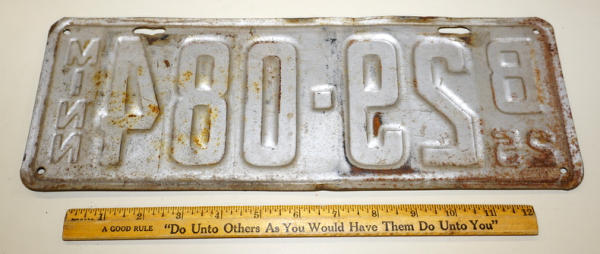 B 25
29-084
MINN
1 2 3 4 5 6 7 8 9 10 11 12
A GOOD RULE "Do Unto Others As You Would Have Them Do Unto You"